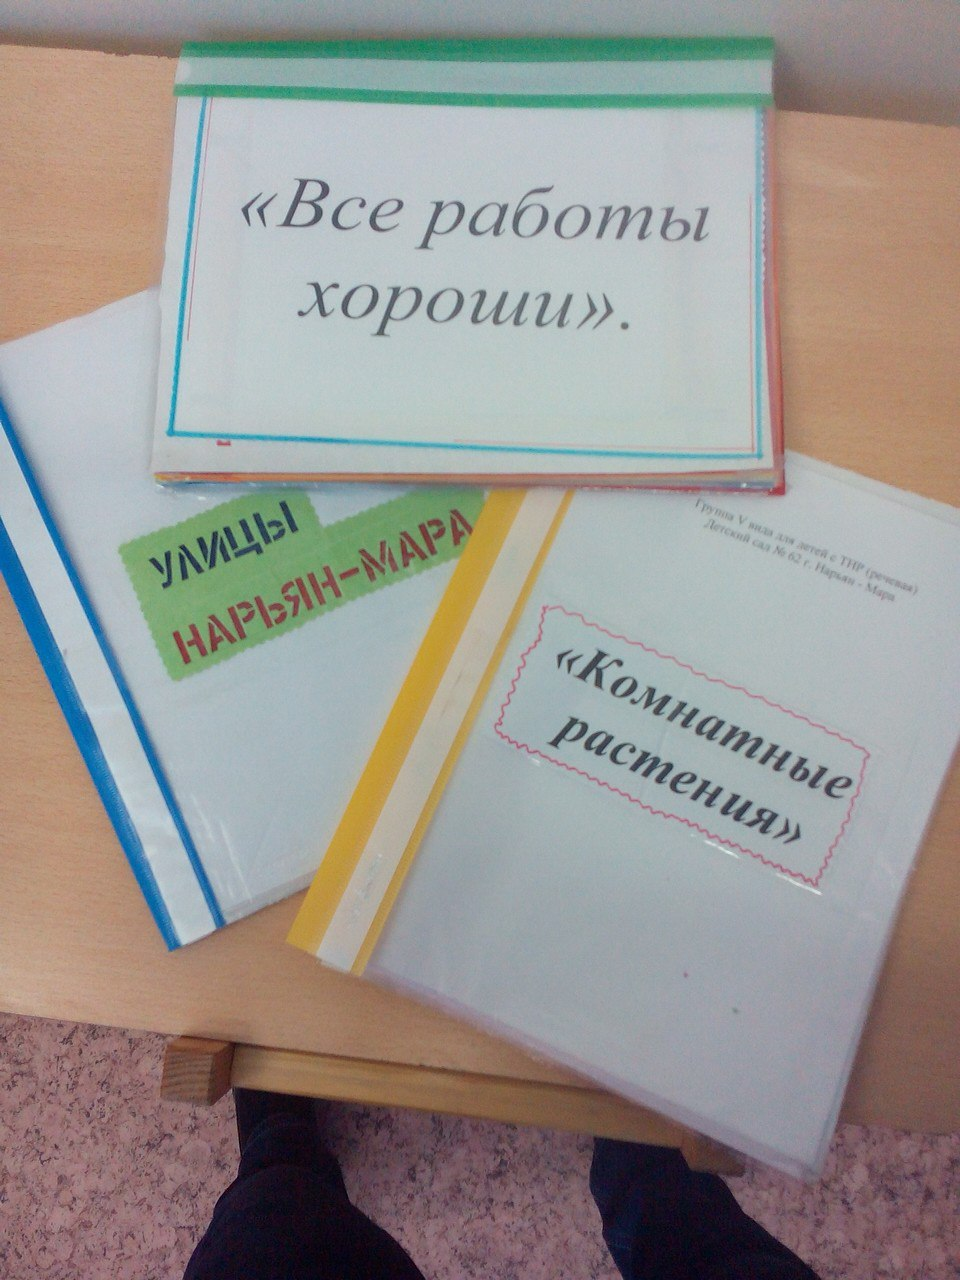 «Все работы
хороши».
УЛИЦЫ
НАРЬЯН-МАРА
Группа V вида для детей с ТНР (речевая)
Детский сад № 62 г. Нарьян - Мара
«Комнатные
растения»